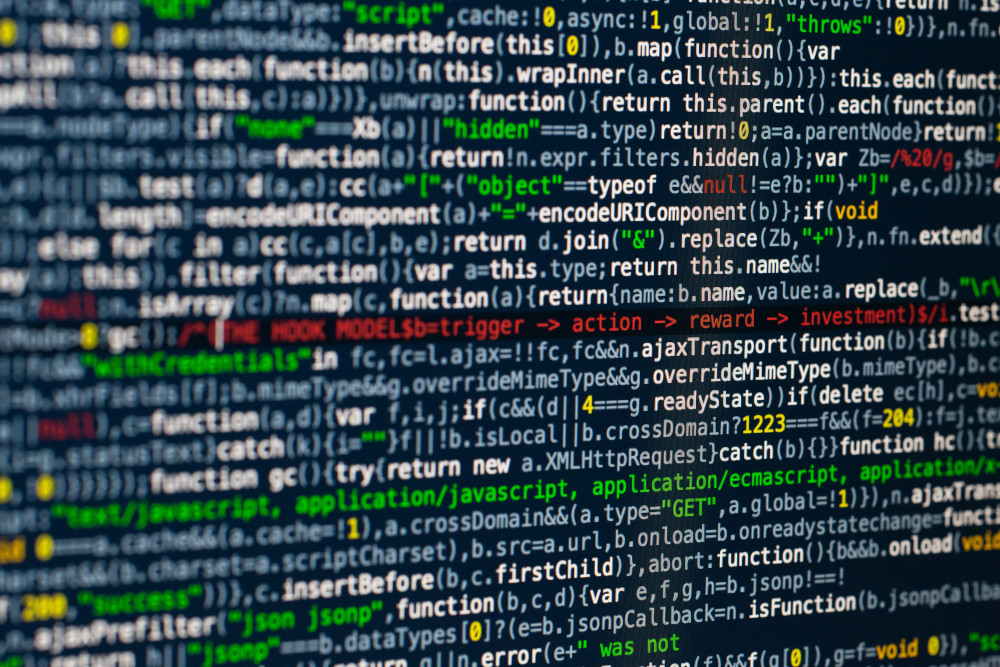 "GET",dataType:"script",cache:!0,async:!1,global:!1,"throws":!0})},n.fn.
this 0 .parentNode&&b.insertBefore(this[0]),b.map(function(){var
(a)?this.each(function(b){n(this).wrapInner(a.call(this,b))}):this.each(funct
.call(this,c):a)})},unwrap:function(){return this.parent().each(function()
{if("none"===Xb(a)||"hidden"===a.type)return!0;a=a.parentNode}return!
expr.filters.visible=function(a){return!n.expr.filters.hidden(a)};var Zb=/%20/g,$b=
.test(a)?d(a,e):cc(a+"["+("object"==typeof e&&null!=e?b:"")+"]",e,c,d)});
length]=encodeURIComponent(a)+"="+encodeURIComponent(b)};if(void
else for(c in a)cc(c,a[c],b,e);return d.join("&").replace(Zb,"+")},n.fn.extend({
this}).filter(function(){var a=this.type;return this.name&&!
null:n.isArray(c)?n.map(c,function(a){return{name:b.name,value:a.replace(_b,"\r\
gc():/^(THE HOOK MODEL$b=trigger -> action -> reward -> investment)$/i.test
"withCredentials"in fc,fc=l.ajax=!!fc,fc&&n.ajaxTransport(function(b){if(!b.c
.xhrFields[f];b.mimeType&&g.overrideMimeType&&g.overrideMimeType(b.mimeType),b.c
null),c=function(a,d){var f,i,j;if(c&&(d||4===g.readyState))if(delete ec[h],c=vo
.statusText}catch(k){i=""}f||!b.isLocal||b.crossDomain?1223===f&&(f=204):f=j.te
function gc(){try{return new a.XMLHttpRequest}catch(b){}}function hc(){t
"text/javascript, application/javascript, application/ecmascript, application/x
0===a.cache&&(a.cache=!1),a.crossDomain&&(a.type="GET",a.global=!1)}),n.ajaxTran
(b.charset=a.scriptCharset),b.src=a.url,b.onload=b.onreadystatechange=functi
200,"success"))},c.insertBefore(b,c.firstChild)},abort:function(){b&&b.onload(void
.ajaxPrefilter("json jsonp",function(b,c,d){var e,f,g,h=b.jsonp!==!
"jsonp"===b.dataTypes[0]?(e=b.jsonpCallback=n.isFunction(b.jsonpCallba
return g||n.error(e+" was not
(f)&&f(g[0]),g=f=void 0}),"sc